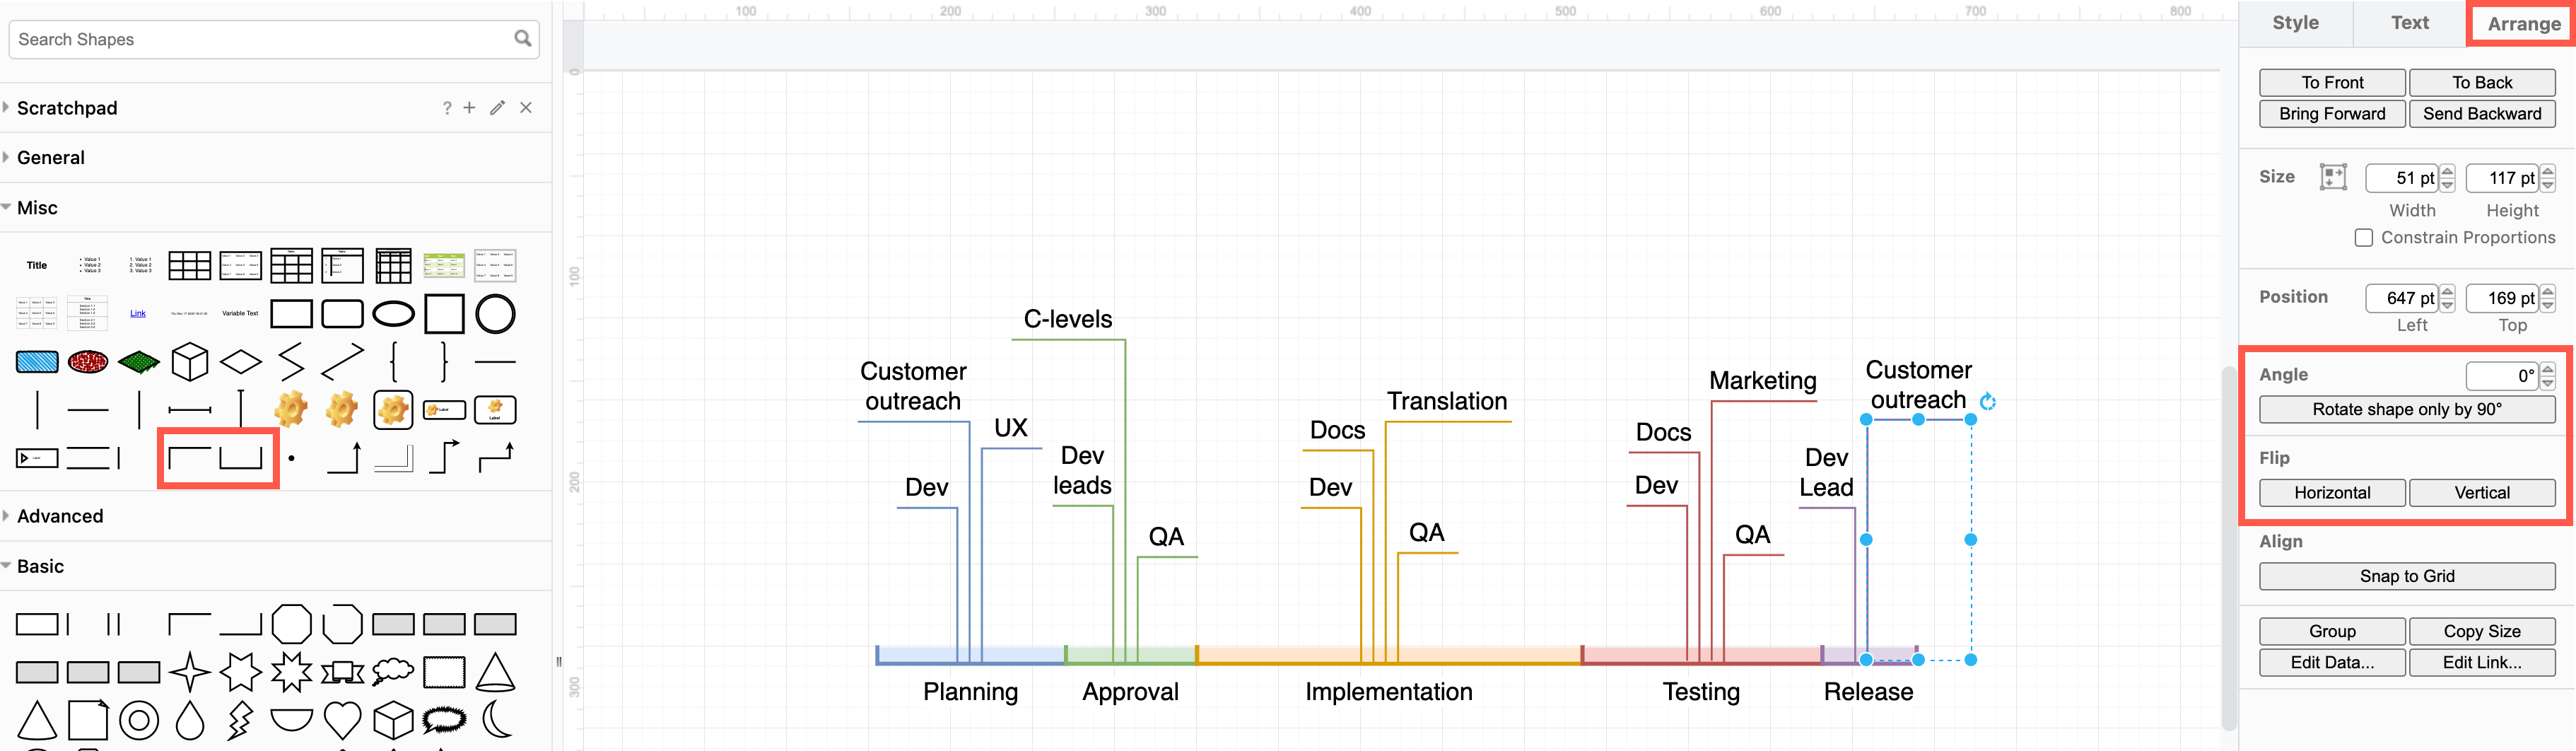 Search Shapes
Scratchpad
?
General
Misc
Title
Link
Variable Text
Label
Label
Advanced
Basic
100
200
300
400
500
600
700
800
0
100
200
300
C-levels
Customer
outreach
UX
Dev
Dev
leads
QA
Translation
Docs
Dev
QA
Marketing
Docs
Dev
QA
Dev
Lead
Customer
outreach
Planning
Approval
Implementation
Testing
Release
Style Text Arrange
To Front To Back
Bring Forward Send Backward
Size 51 pt 117 pt
Width Height
Constrain Proportions
Position 647 pt 169 pt
Left Top
Angle 0°
Rotate shape only by 90°
Flip
Horizontal Vertical
Align
Snap to Grid
Group Copy Size
Edit Data... Edit Link...